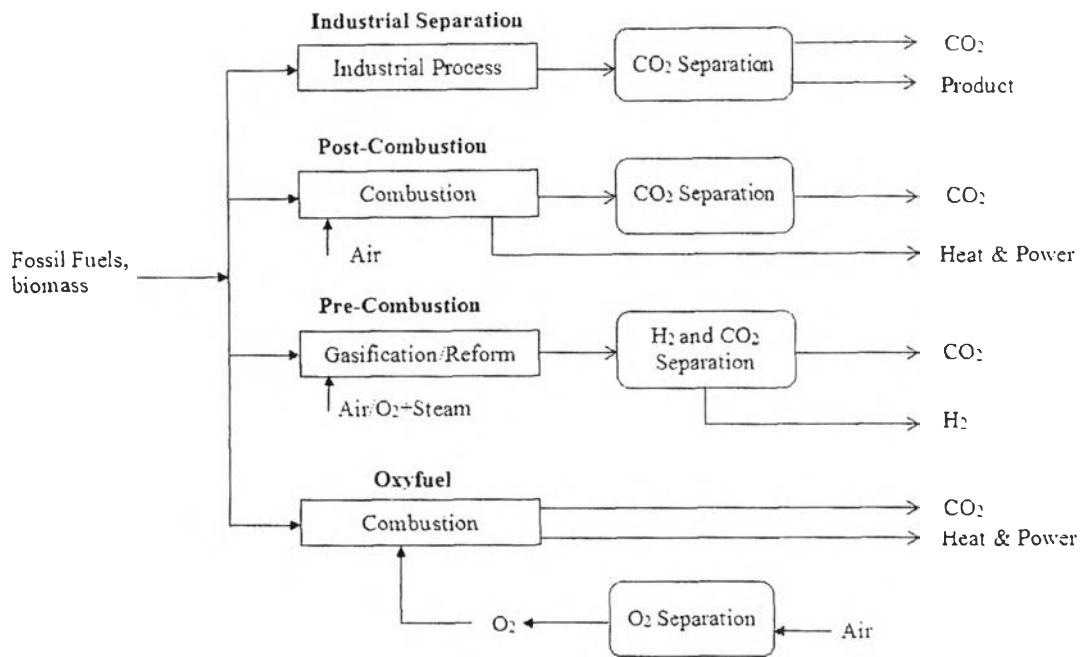 Industrial Separation
Industrial Process
CO₂ Separation
CO₂
Product
Post-Combustion
Combustion
CO₂ Separation
CO₂
Air
Heat & Power
Fossil Fuels,
biomass
Pre-Combustion
Gasification/Reform
H₂ and CO₂
Separation
CO₂
Air/O₂+Steam
H₂
Oxyfuel
Combustion
CO₂
Heat & Power
O₂
O₂ Separation
Air